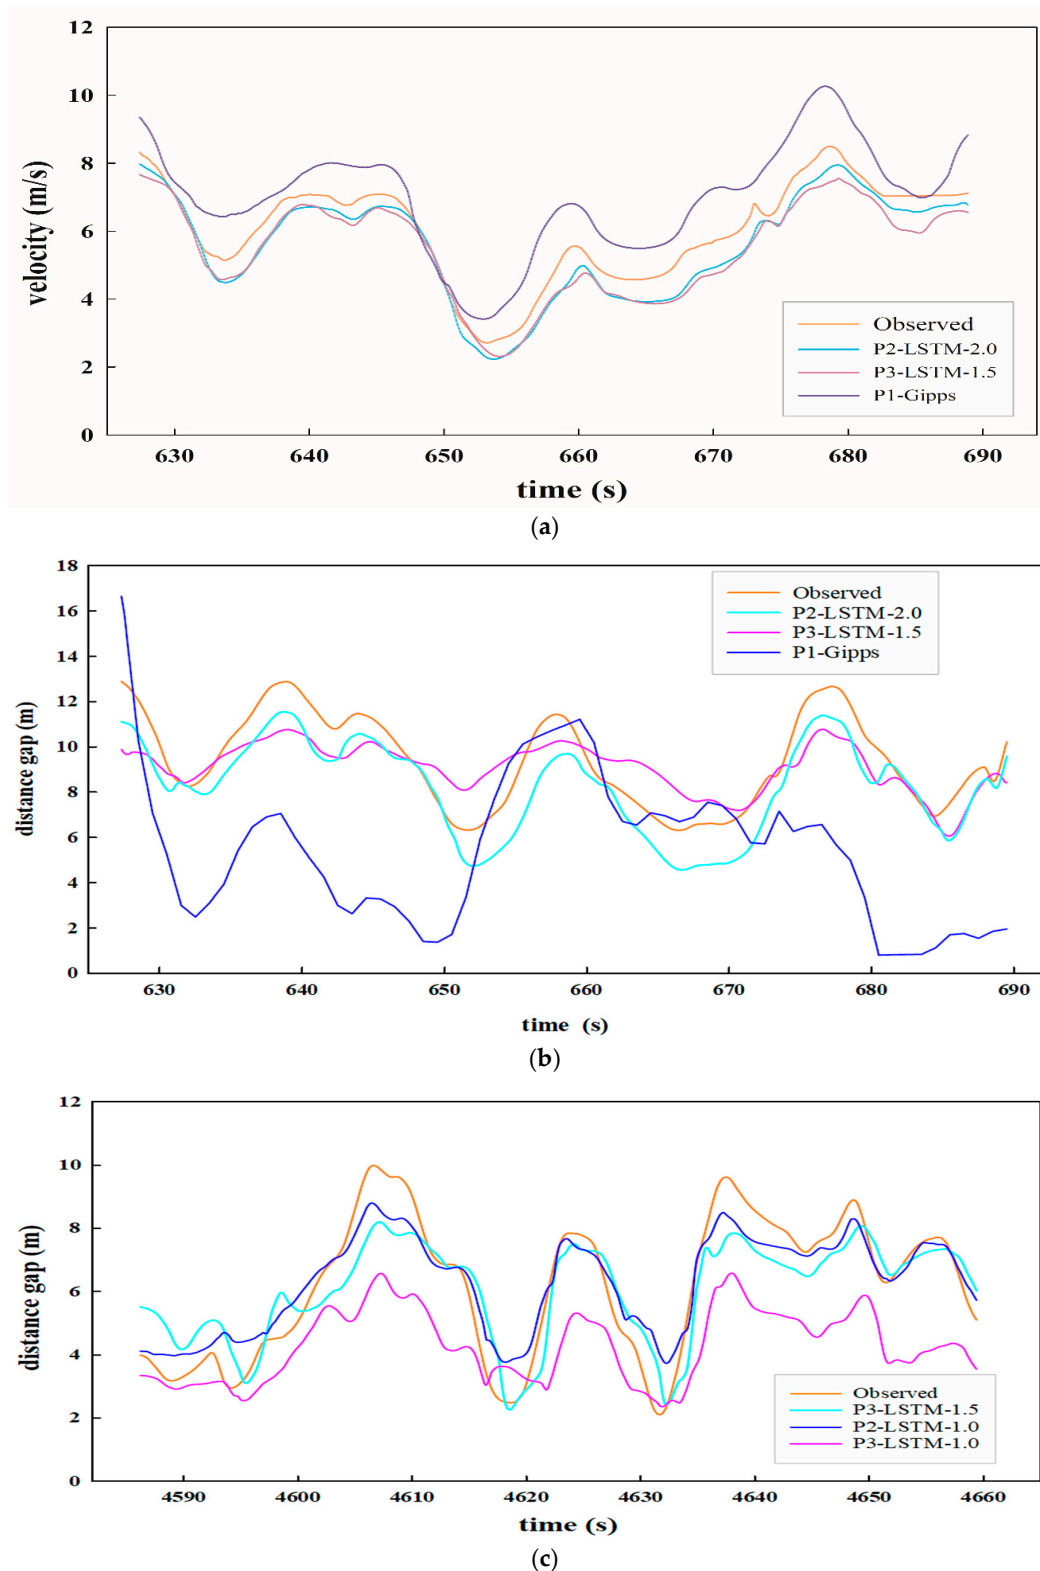 12
10
8
6
4
2
0
velocity (m/s)
Observed
P2-LSTM-2.0
P3-LSTM-1.5
P1-Gipps
630 640 650 660 670 680 690
time (s)
(a)
18
16
14
12
10
8
6
4
2
0
distance gap (m)
Observed
P2-LSTM-2.0
P3-LSTM-1.5
P1-Gipps
630 640 650 660 670 680 690
time (s)
(b)
12
10
8
6
4
2
0
distance gap (m)
Observed
P3-LSTM-1.5
P2-LSTM-1.0
P3-LSTM-1.0
4590 4600 4610 4620 4630 4640 4650 4660
time (s)
(c)